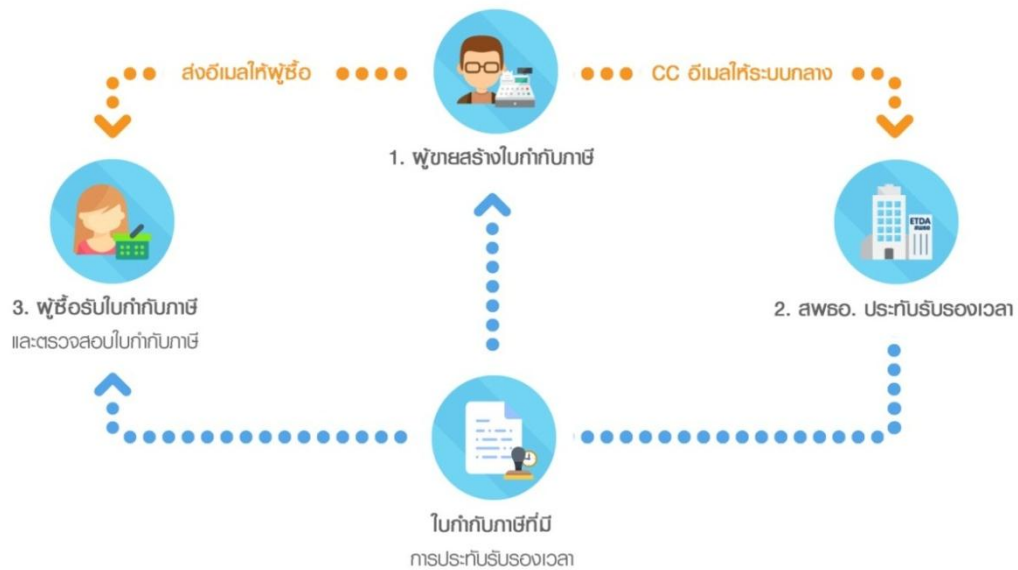 ส่งอีเมลให้ผู้ซื้อ
CC อีเมลให้ระบบกลาง
1. ผู้ขายสร้างใบกำกับภาษี
ETDA
สพธอ
3. ผู้ซื้อรับใบกำกับภาษี
และตรวจสอบใบกำกับภาษี
2. สพธอ. ประทับรับรองเวลา
ใบกำกับภาษีที่มี
การประทับรับรองเวลา